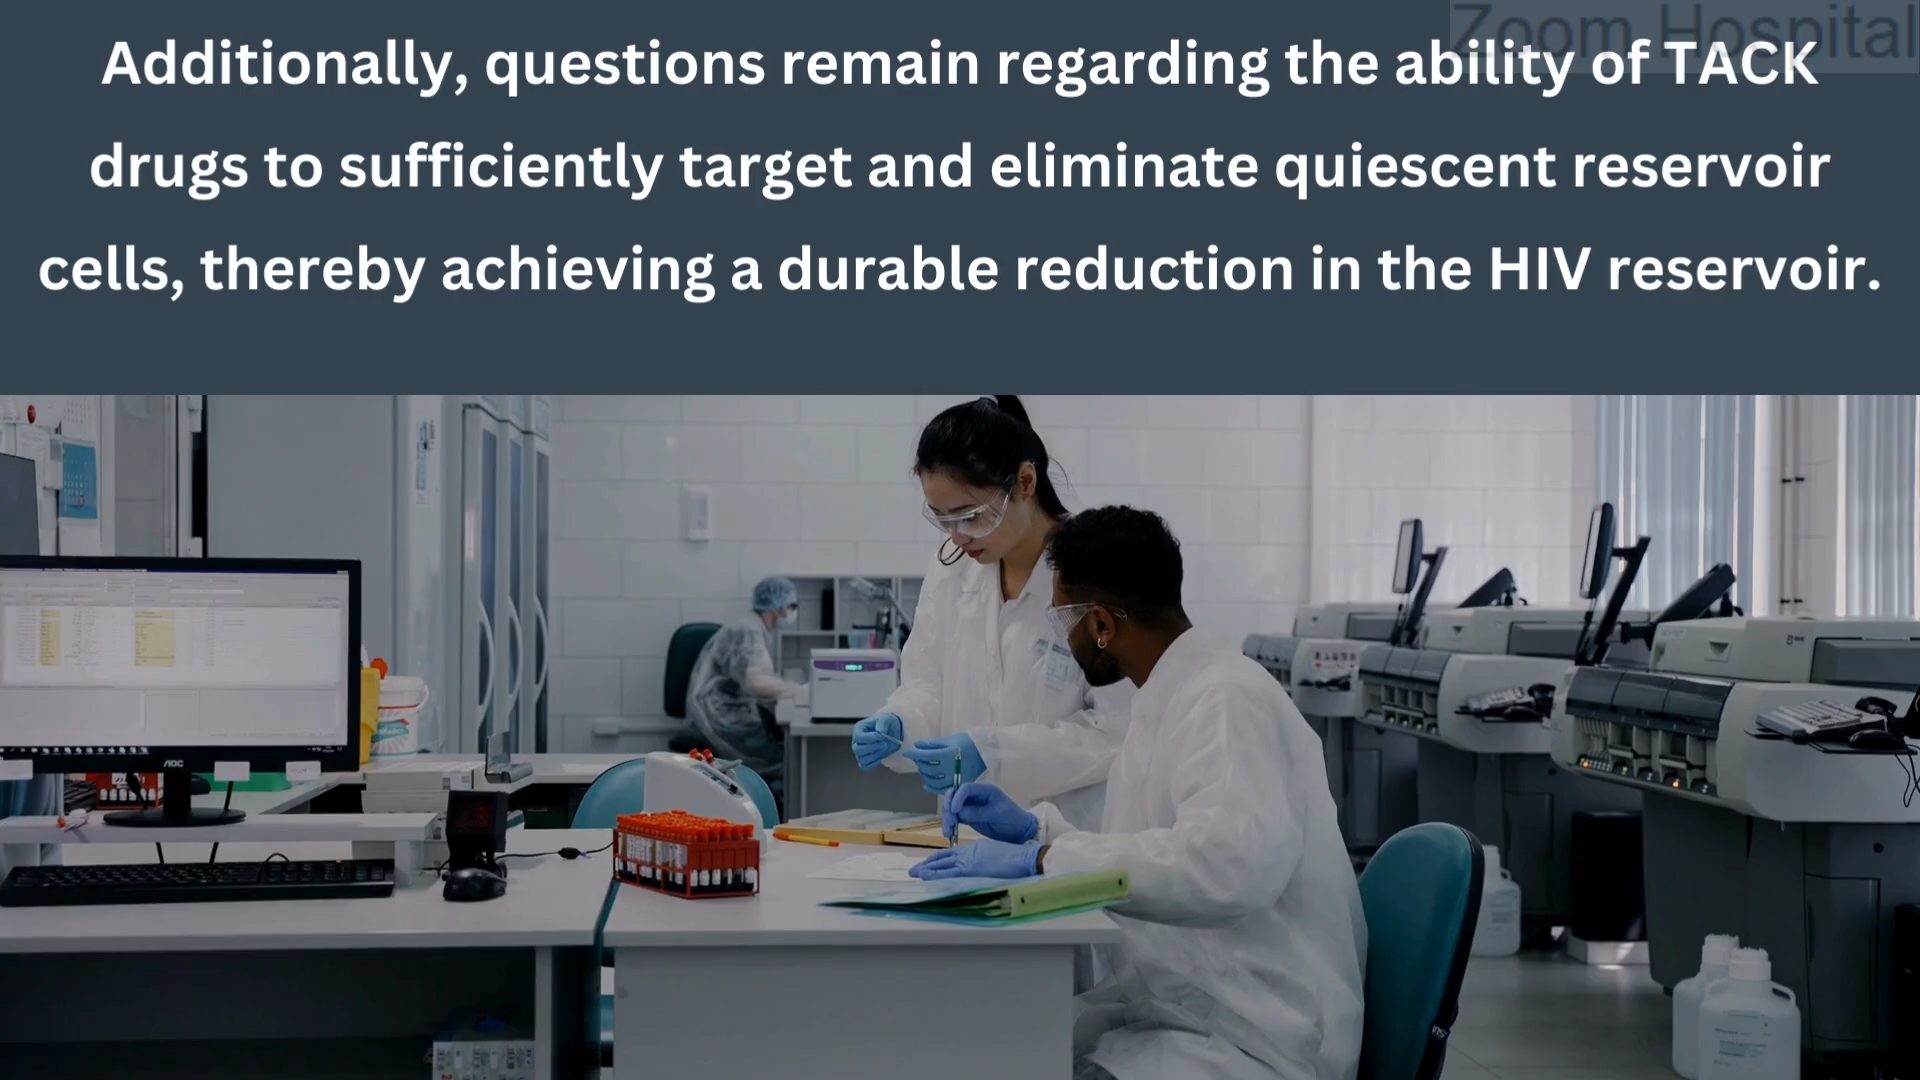 Zoom Hospital
Additionally, questions remain regarding the ability of TACK
drugs to sufficiently target and eliminate quiescent reservoir
cells, thereby achieving a durable reduction in the HIV reservoir.
AOC